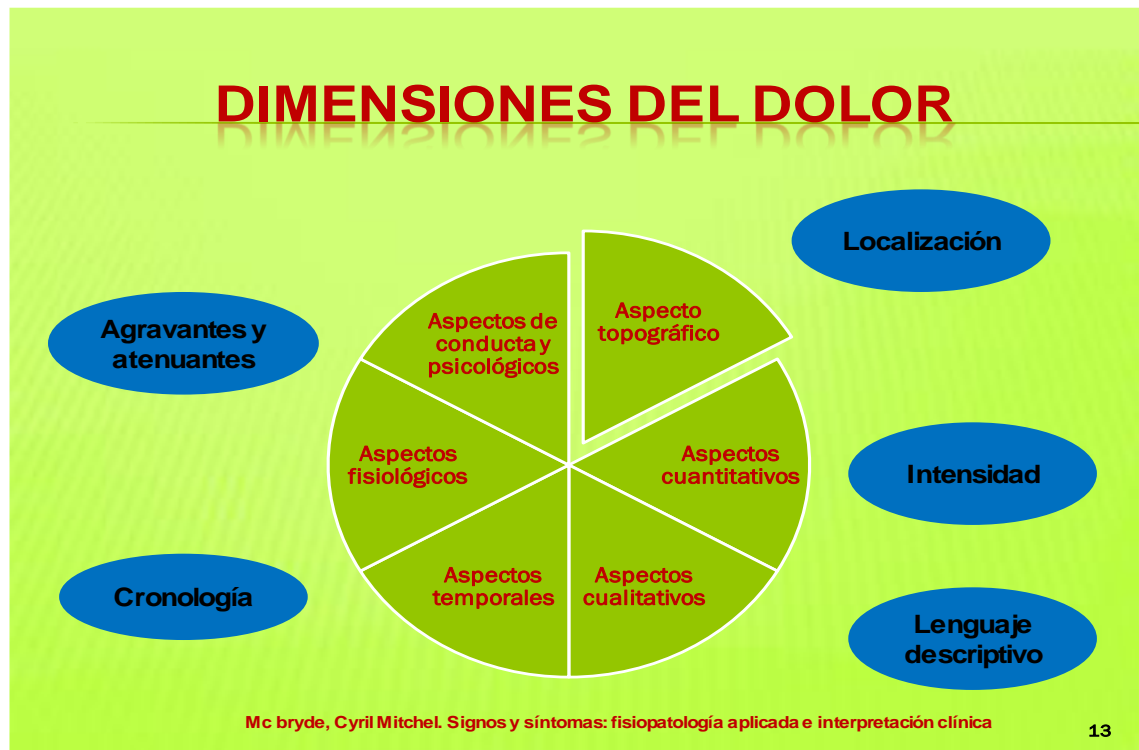 DIMENSIONES DEL DOLOR
Localización
Aspecto
topográfico
Aspectos de
conducta y
psicológicos
Agravantes y
atenuantes
Aspectos
fisiológicos
Aspectos
cuantitativos
Intensidad
Cronología
Aspectos
temporales
Aspectos
cualitativos
Lenguaje
descriptivo
Mc bryde, Cyril Mitchel. Signos y síntomas: fisiopatología aplicada e interpretación clínica
13